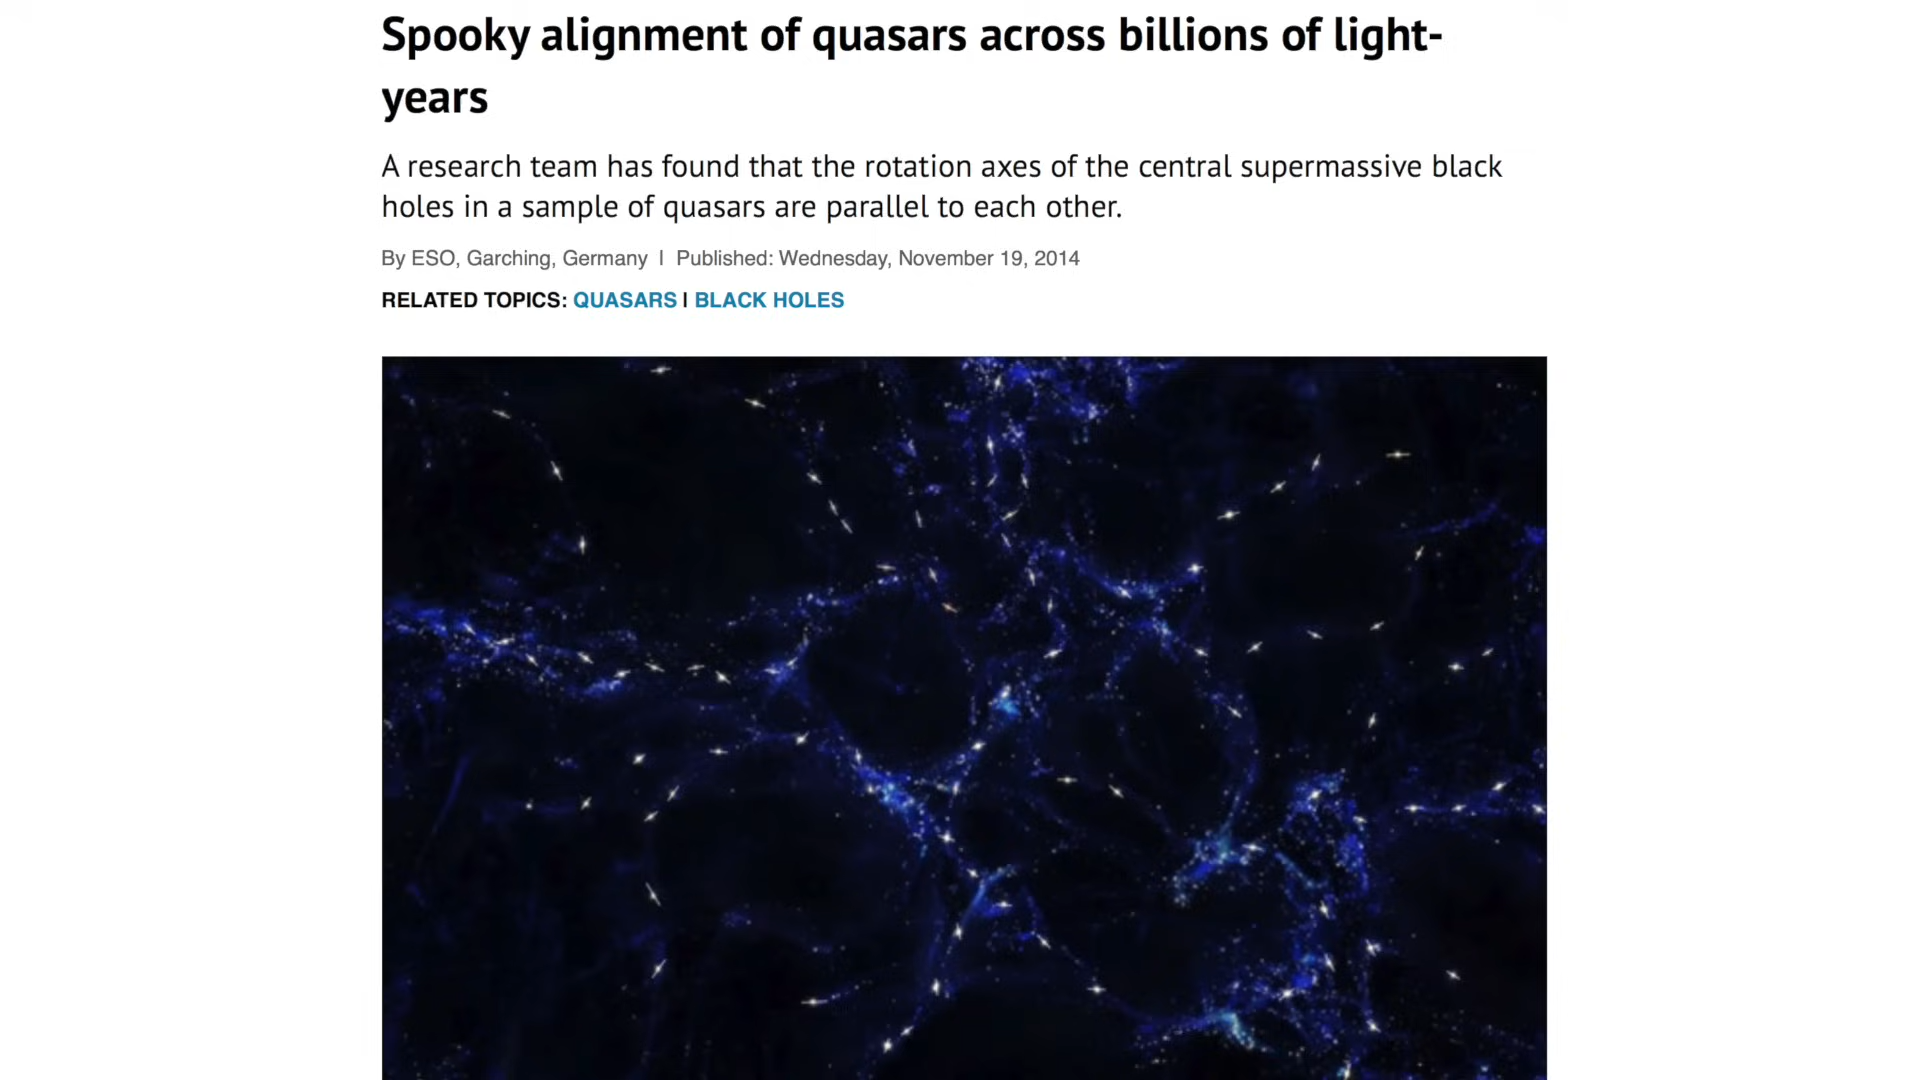 Spooky alignment of quasars across billions of light-
years
A research team has found that the rotation axes of the central supermassive black
holes in a sample of quasars are parallel to each other.
By ESO, Garching, Germany | Published: Wednesday, November 19, 2014
RELATED TOPICS: QUASARS | BLACK HOLES